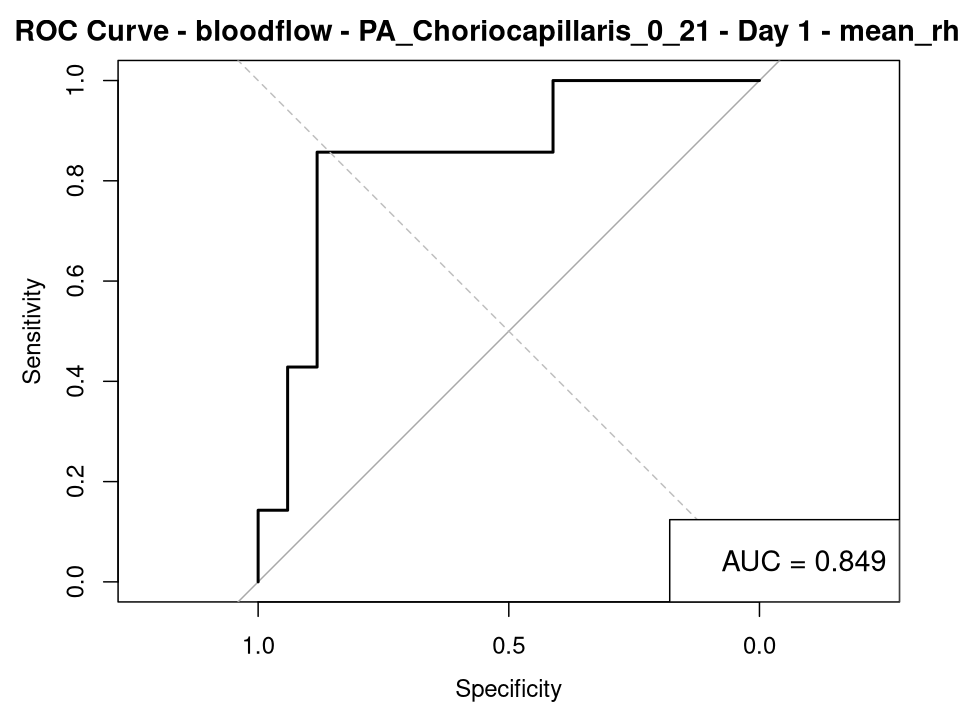 ROC Curve - bloodflow - PA_Choriocapillaris_0_21 - Day 1 - mean_rh
1.0
0.8
0.6
0.4
0.2
0.0
Sensitivity
AUC = 0.849
1.0 0.5 0.0
Specificity